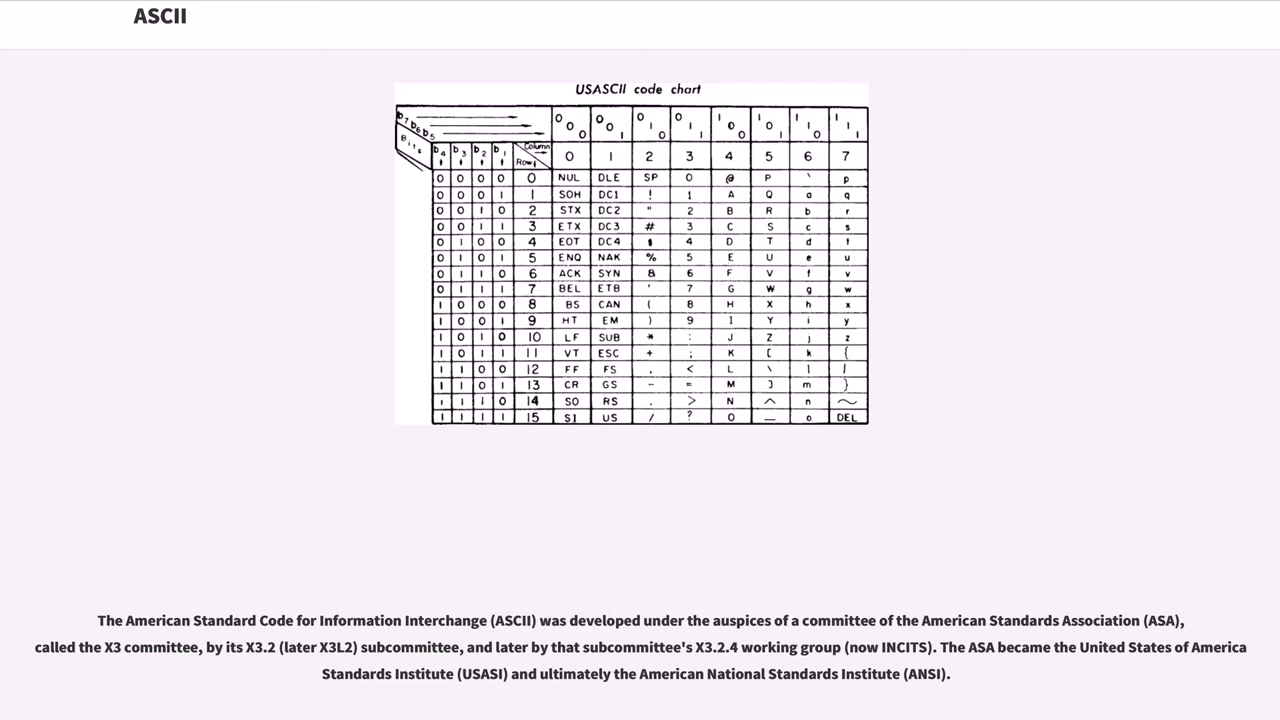 ASCII
USASCII code chart
b7 b6 b5 0 0 0 0 0 1 0 1 0 0 1 1 1 0 0 1 0 1 1 1 0 1 1 1
Bits b4 b3 b2 b1 Column Row 0 1 2 3 4 5 6 7
0 0 0 0 0 NUL DLE SP 0 @ P ` p
0 0 0 1 1 SOH DC1 ! 1 A Q a q
0 0 1 0 2 STX DC2 " 2 B R b r
0 0 1 1 3 ETX DC3 # 3 C S c s
0 1 0 0 4 EOT DC4 $ 4 D T d t
0 1 0 1 5 ENQ NAK % 5 E U e u
0 1 1 0 6 ACK SYN & 6 F V f v
0 1 1 1 7 BEL ETB ' 7 G W g w
1 0 0 0 8 BS CAN ( 8 H X h x
1 0 0 1 9 HT EM ) 9 I Y i y
1 0 1 0 10 LF SUB * : J Z j z
1 0 1 1 11 VT ESC + ; K [ k {
1 1 0 0 12 FF FS , < L \ l |
1 1 0 1 13 CR GS - = M ] m }
1 1 1 0 14 SO RS . > N ^ n ~
1 1 1 1 15 SI US / ? O _ o DEL
The American Standard Code for Information Interchange (ASCII) was developed under the auspices of a committee of the American Standards Association (ASA),
called the X3 committee, by its X3.2 (later X3L2) subcommittee, and later by that subcommittee's X3.2.4 working group (now INCITS). The ASA became the United States of America
Standards Institute (USASI) and ultimately the American National Standards Institute (ANSI).